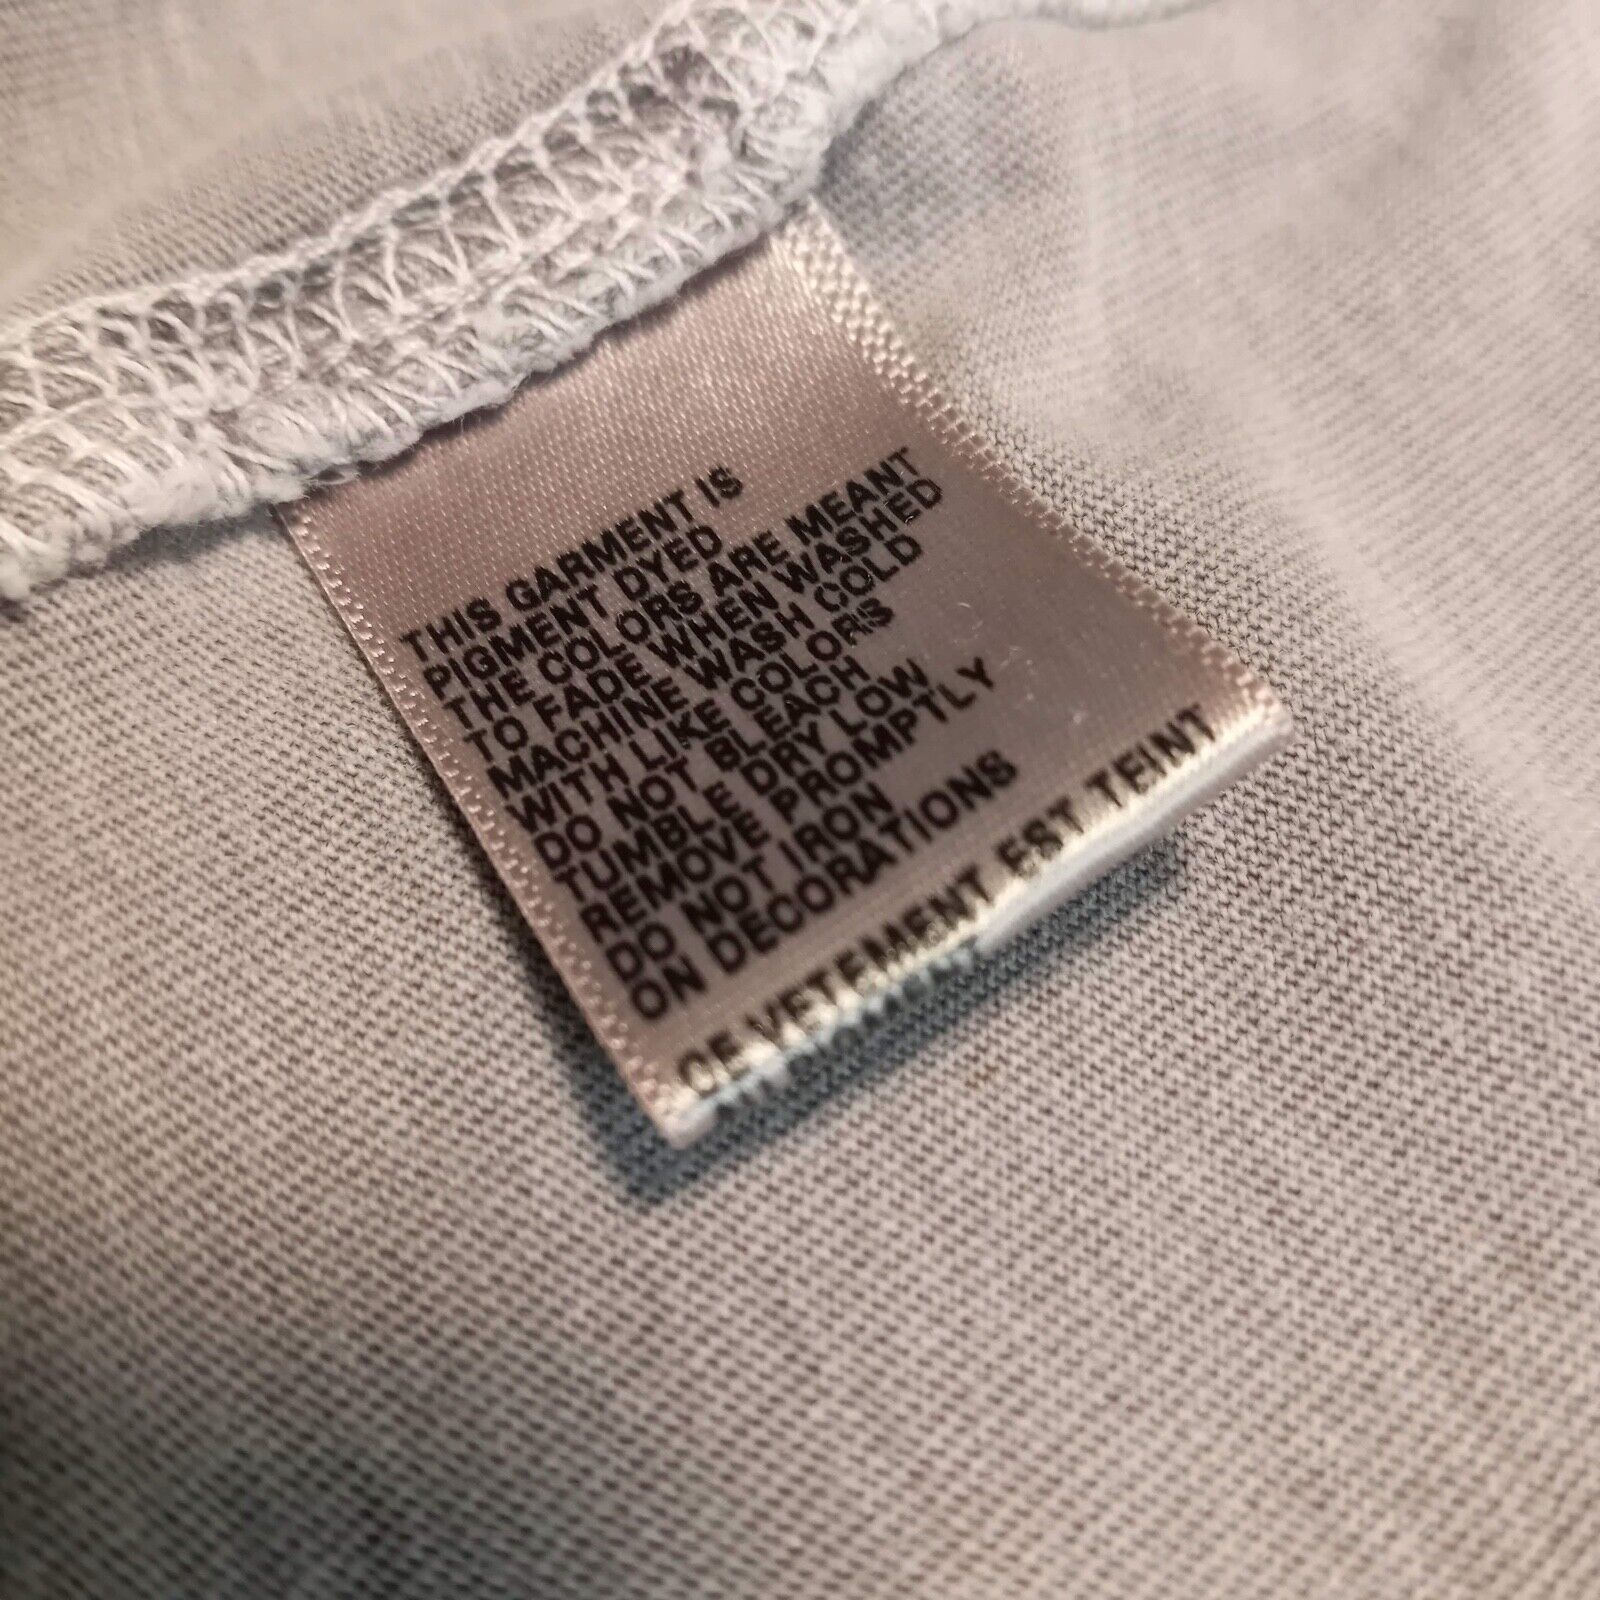 THIS GARMENT IS
PIGMENT DYED
THE COLORS ARE MEANT
TO FADE WHEN WASHED
MACHINE WASH COLD
WITH LIKE COLORS
DO NOT BLEACH
TUMBLE DRY LOW
REMOVE PROMPTLY
DO NOT IRON
ON DECORATIONS
CE VETEMENT EST TEINT